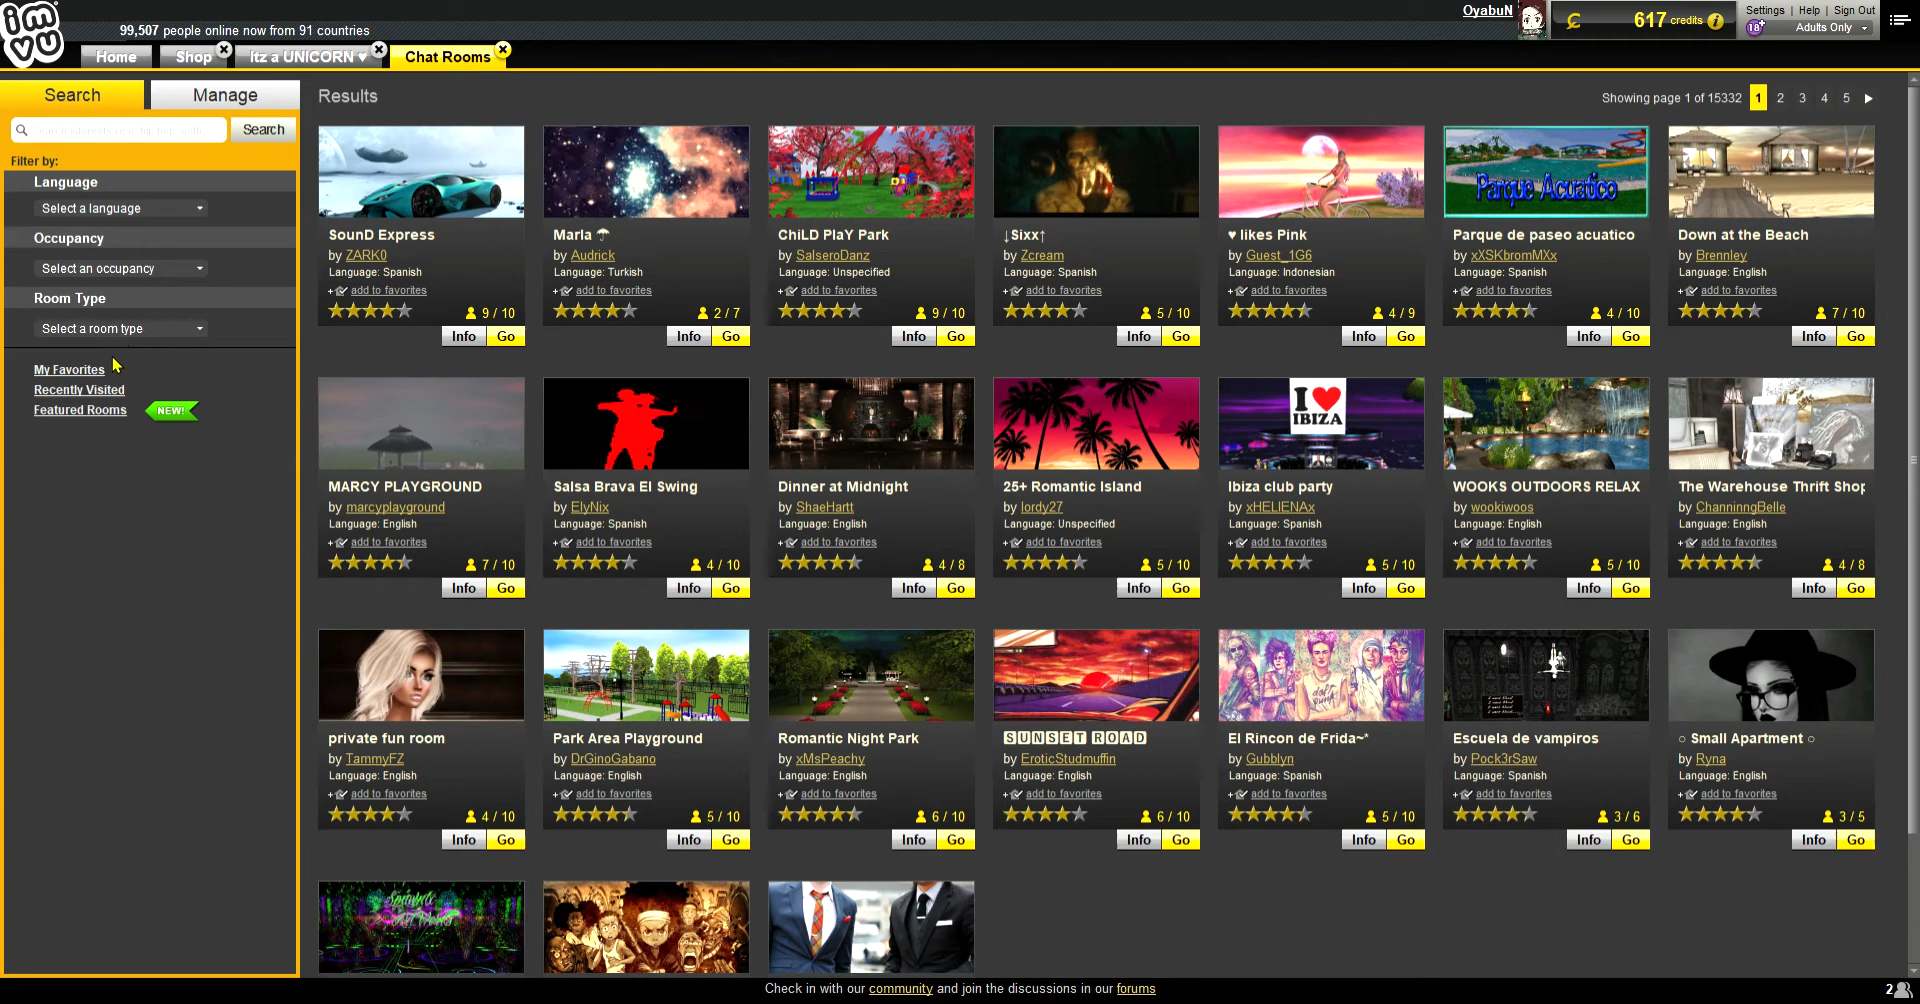 imvu
99,507 people online now from 91 countries
OyabuN
617 credits
Settings | Help | Sign Out
18+ Adults Only
Home
Shop
Itz a UNICORN ♥
Chat Rooms
Search
Manage
Search
Filter by:
Language
Select a language
Occupancy
Select an occupancy
Room Type
Select a room type
My Favorites
Recently Visited
Featured Rooms NEW!
Results
Showing page 1 of 15332 1 2 3 4 5
SounD Express
by ZARK0
Language: Spanish
add to favorites
9 / 10
Info Go
Marla ☂
by Audrick
Language: Turkish
add to favorites
2 / 7
Info Go
ChiLD PlaY Park
by SalseroDanz
Language: Unspecified
add to favorites
9 / 10
Info Go
↓Sixx↑
by Zcream
Language: Spanish
add to favorites
5 / 10
Info Go
♥ likes Pink
by Guest_1G6
Language: Indonesian
add to favorites
4 / 9
Info Go
Parque Acuatico
Parque de paseo acuatico
by xXSKbromMXx
Language: Spanish
add to favorites
4 / 10
Info Go
Down at the Beach
by Brennley
Language: English
add to favorites
7 / 10
Info Go
MARCY PLAYGROUND
by marcyplayground
Language: English
add to favorites
7 / 10
Info Go
Salsa Brava El Swing
by ElyNix
Language: Spanish
add to favorites
4 / 10
Info Go
Dinner at Midnight
by ShaeHartt
Language: English
add to favorites
4 / 8
Info Go
25+ Romantic Island
by lordy27
Language: Unspecified
add to favorites
5 / 10
Info Go
I ♥
IBIZA
Ibiza club party
by xHELIENAx
Language: Spanish
add to favorites
5 / 10
Info Go
WOOKS OUTDOORS RELAX
by wookiwoos
Language: English
add to favorites
5 / 10
Info Go
The Warehouse Thrift Shop
by ChaninngBelle
Language: English
add to favorites
4 / 8
Info Go
private fun room
by TammyFZ
Language: English
add to favorites
4 / 10
Info Go
Park Area Playground
by DrGinoGabano
Language: English
add to favorites
5 / 10
Info Go
Romantic Night Park
by xMsPeachy
Language: English
add to favorites
6 / 10
Info Go
SUNSET ROAD
by EroticStudmuffin
Language: English
add to favorites
6 / 10
Info Go
daft punk
El Rincon de Frida~*
by Gubblyn
Language: Spanish
add to favorites
5 / 10
Info Go
Escuela de vampiros
by Pock3rSaw
Language: Spanish
add to favorites
3 / 6
Info Go
○ Small Apartment ○
by Ryna
Language: English
add to favorites
3 / 5
Info Go
Check in with our community and join the discussions in our forums
2